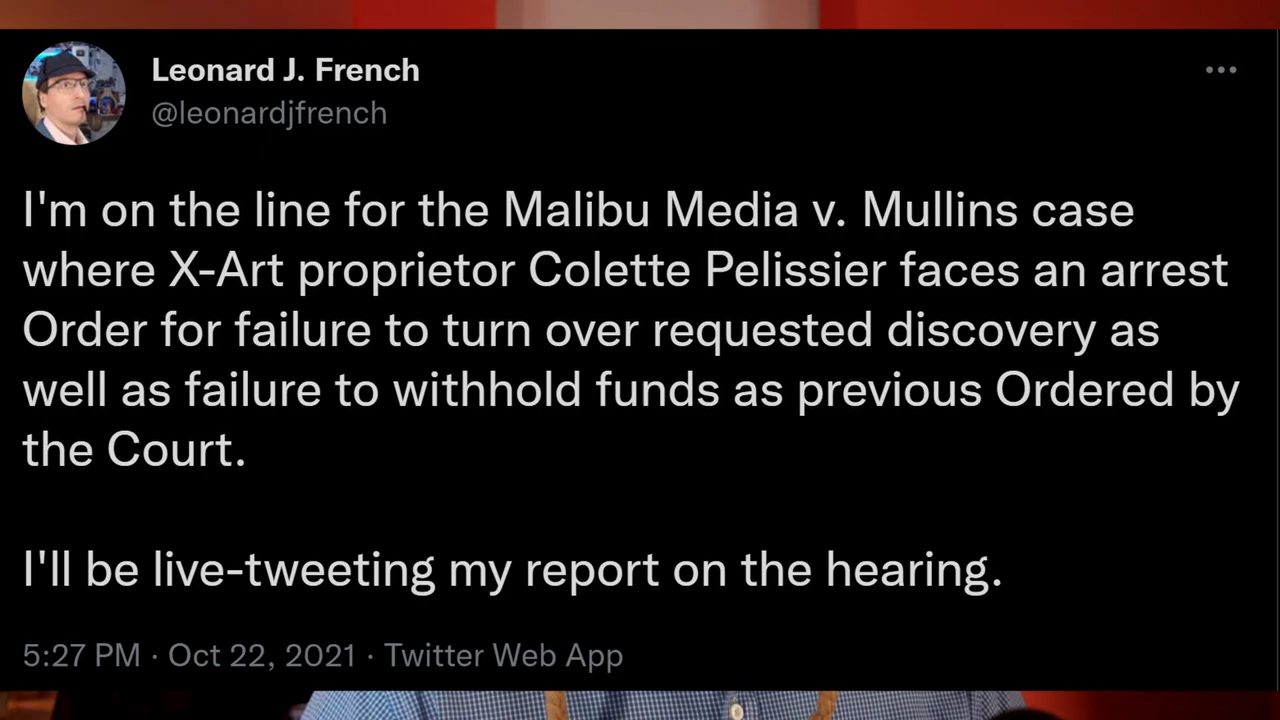 Leonard J. French
@leonardjfrench
I'm on the line for the Malibu Media v. Mullins case
where X-Art proprietor Colette Pelissier faces an arrest
Order for failure to turn over requested discovery as
well as failure to withhold funds as previous Ordered by
the Court.
I'll be live-tweeting my report on the hearing.
5:27 PM · Oct 22, 2021 · Twitter Web App